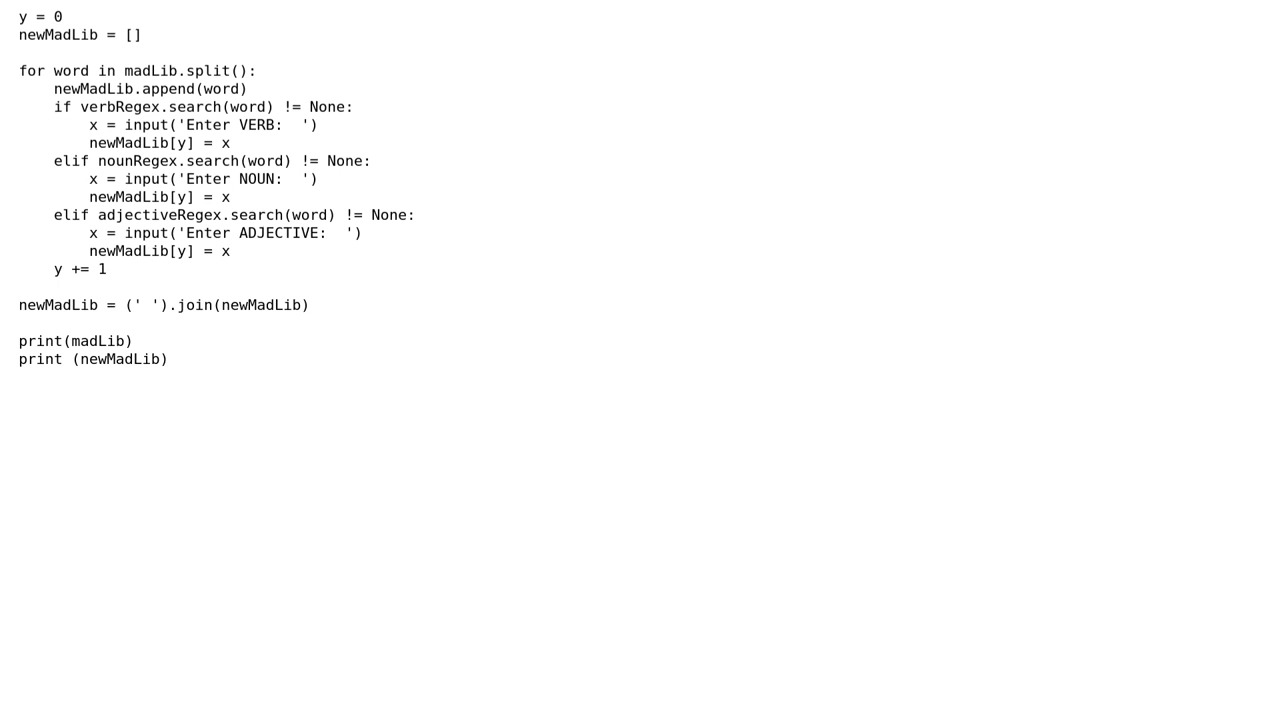 y = 0
newMadLib = []

for word in madLib.split():
    newMadLib.append(word)
    if verbRegex.search(word) != None:
        x = input('Enter VERB:  ')
        newMadLib[y] = x
    elif nounRegex.search(word) != None:
        x = input('Enter NOUN:  ')
        newMadLib[y] = x
    elif adjectiveRegex.search(word) != None:
        x = input('Enter ADJECTIVE:  ')
        newMadLib[y] = x
    y += 1

newMadLib = (' ').join(newMadLib)

print(madLib)
print (newMadLib)